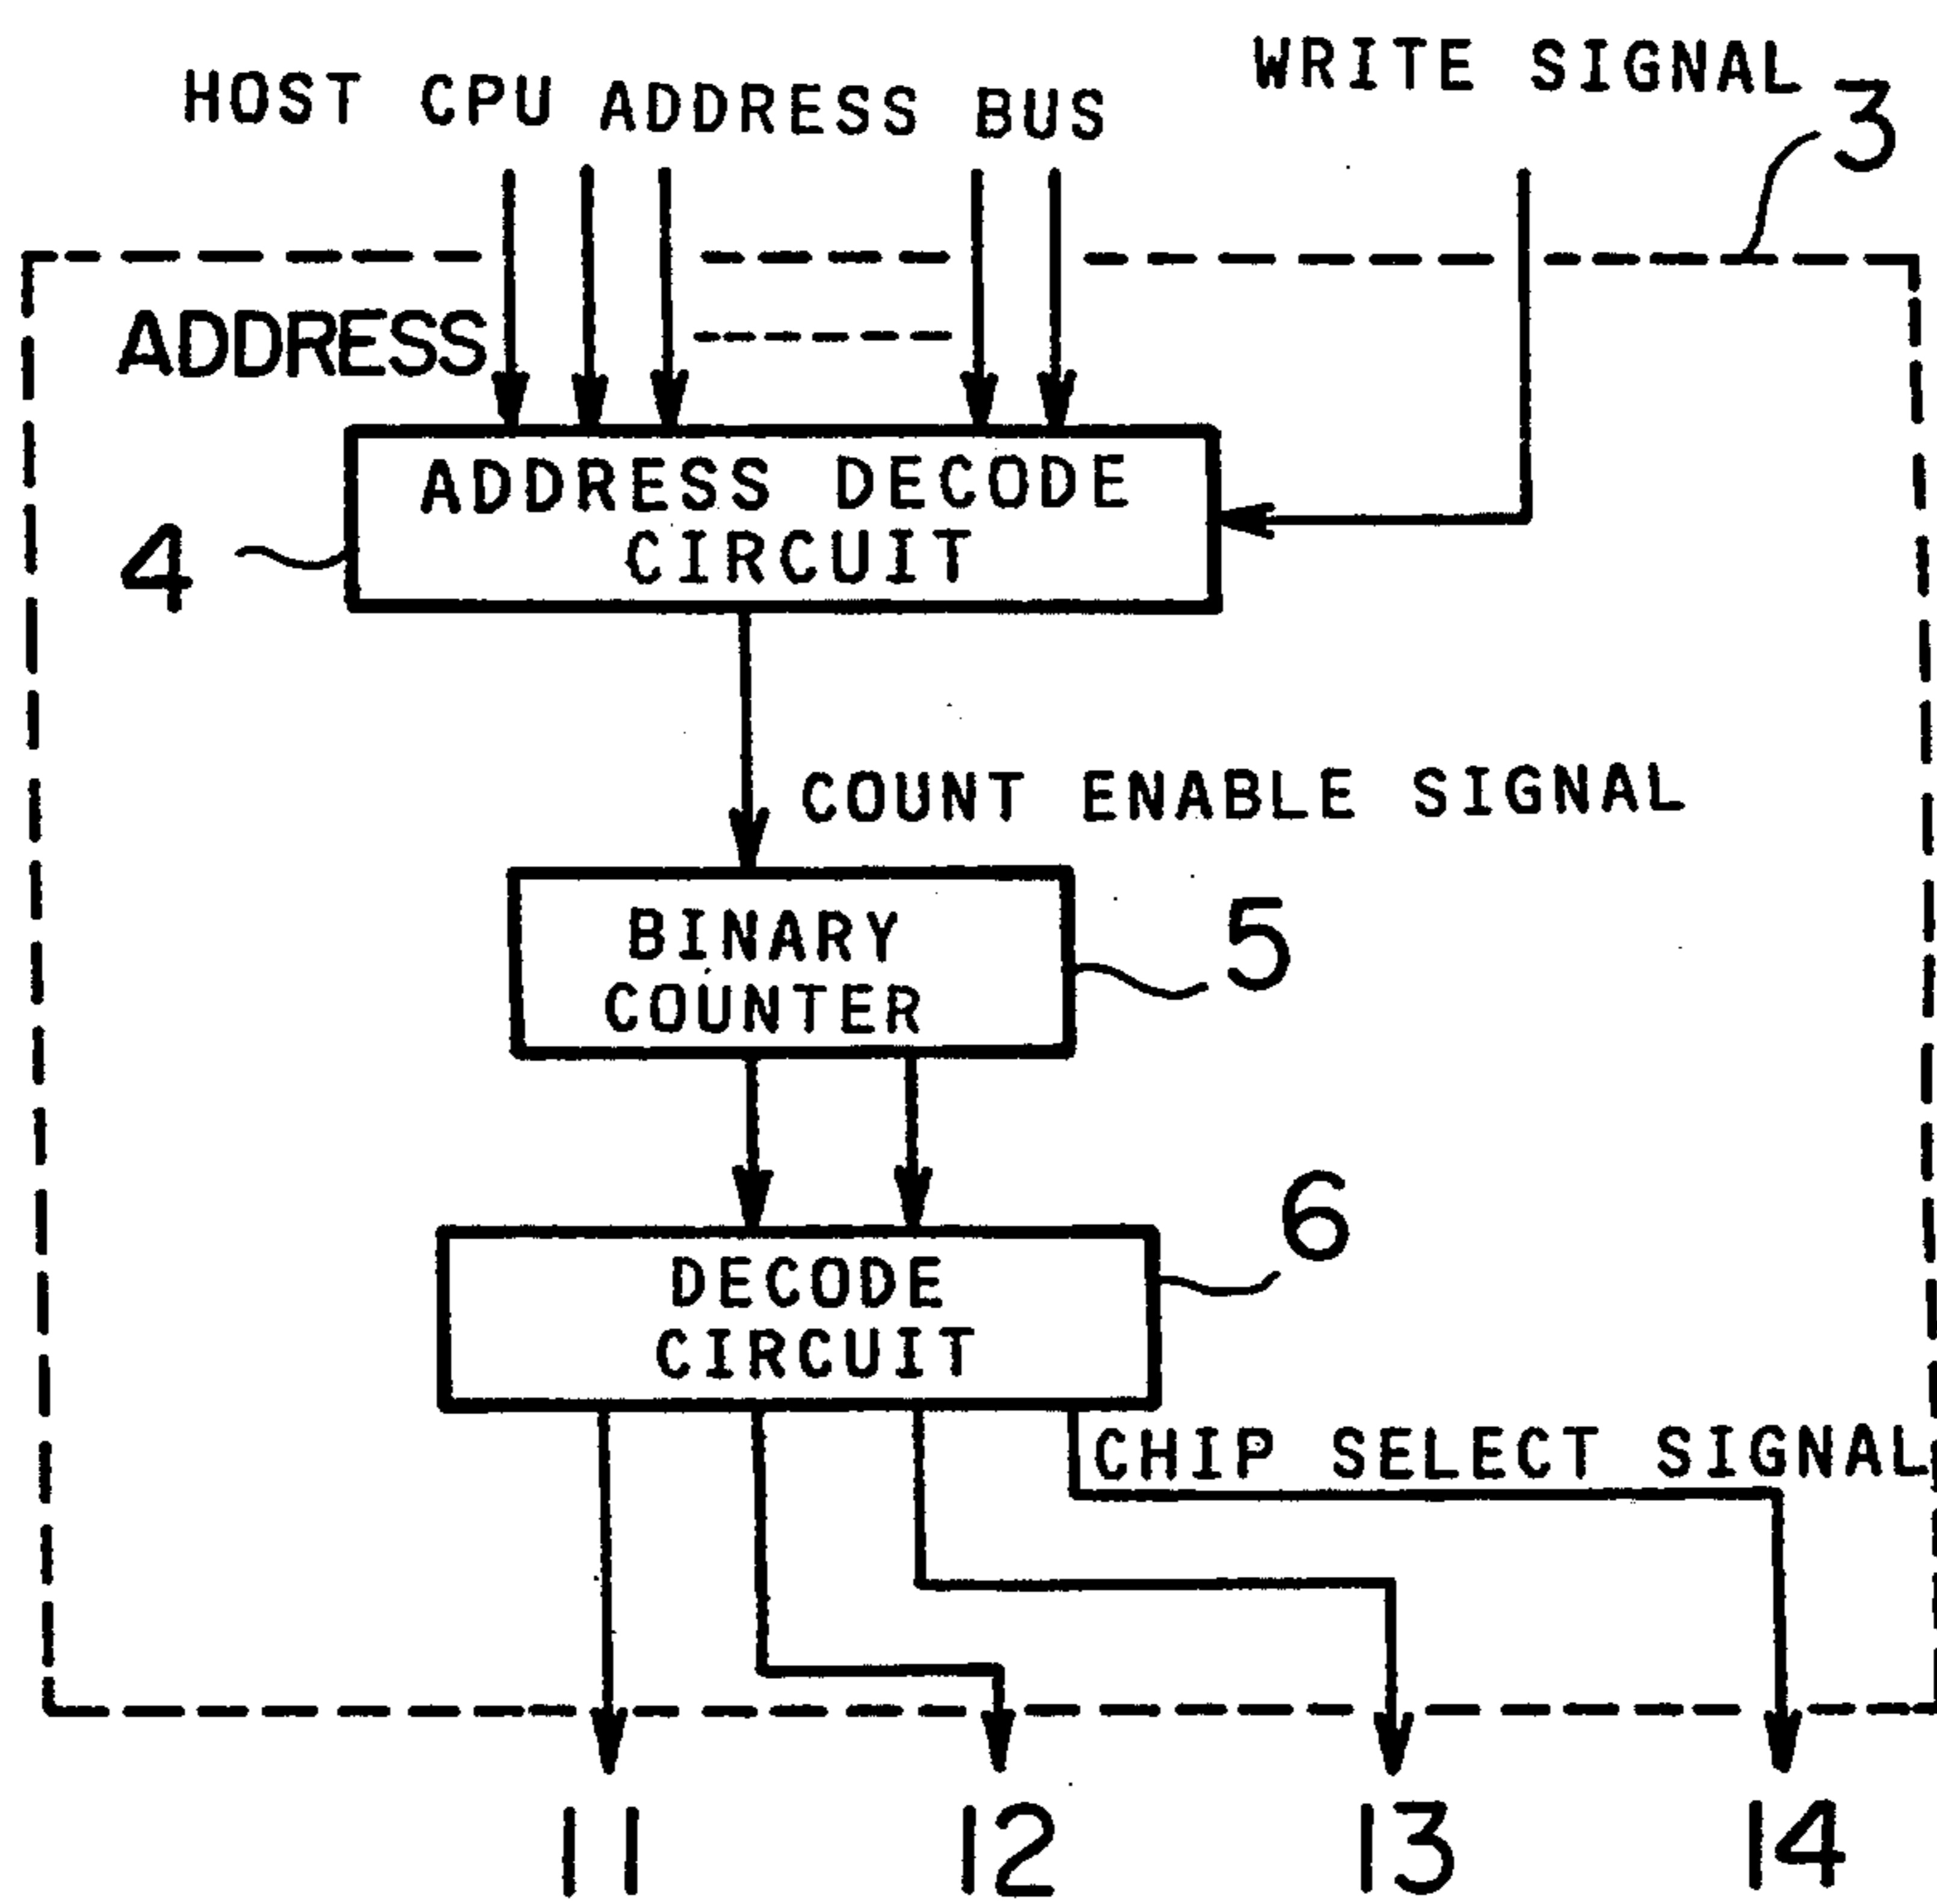 HOST CPU ADDRESS BUS
WRITE SIGNAL
3
ADDRESS
ADDRESS DECODE
CIRCUIT
4
COUNT ENABLE SIGNAL
BINARY
COUNTER
5
6
DECODE
CIRCUIT
CHIP SELECT SIGNAL
11
12
13
14